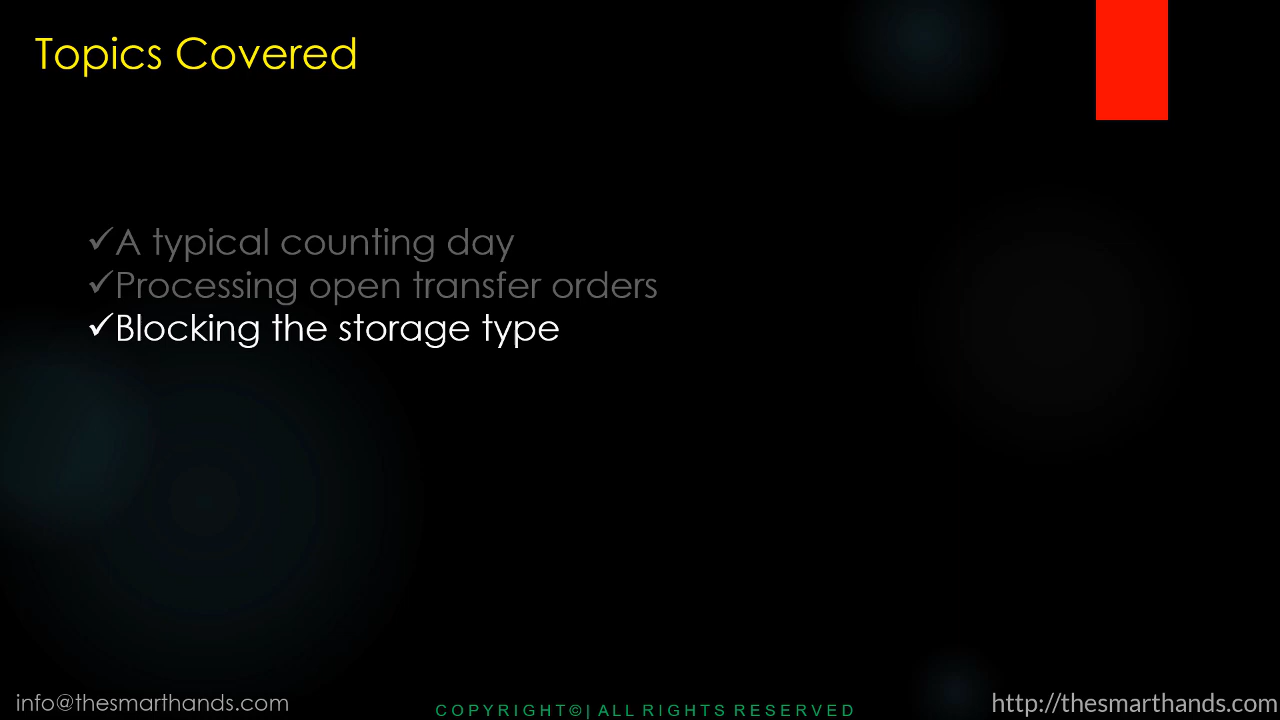 Topics Covered
✓A typical counting day
✓Processing open transfer orders
✓Blocking the storage type
info@thesmarthands.com
COPYRIGHT©| ALL RIGHTS RESERVED
http://thesmarthands.com